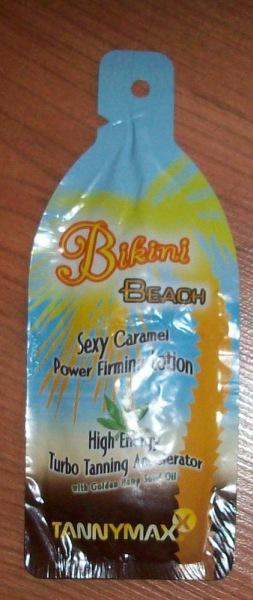 Bikini
BEACH
Sexy Caramel
Power Firming Lotion
High Energy
Turbo Tanning Accelerator
with Golden Hemp Seed Oil
TANNYMAXX